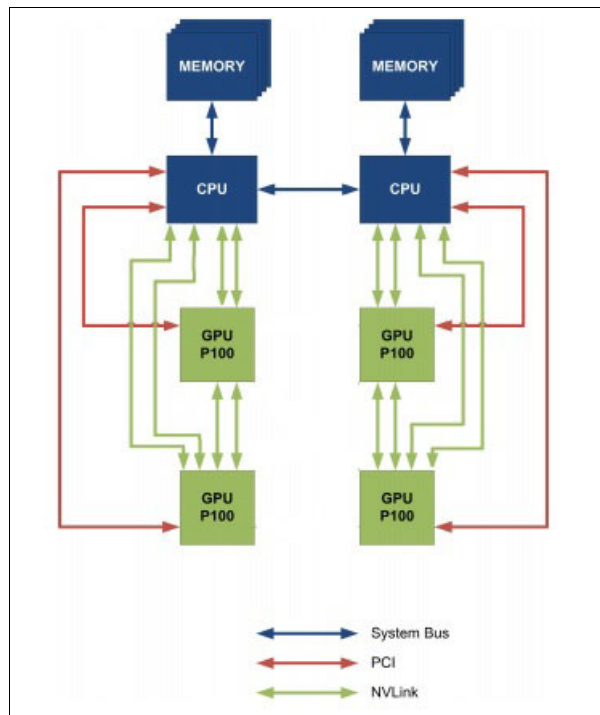 MEMORY
MEMORY
CPU
CPU
GPU
P100
GPU
P100
GPU
P100
GPU
P100
System Bus
PCI
NVLink